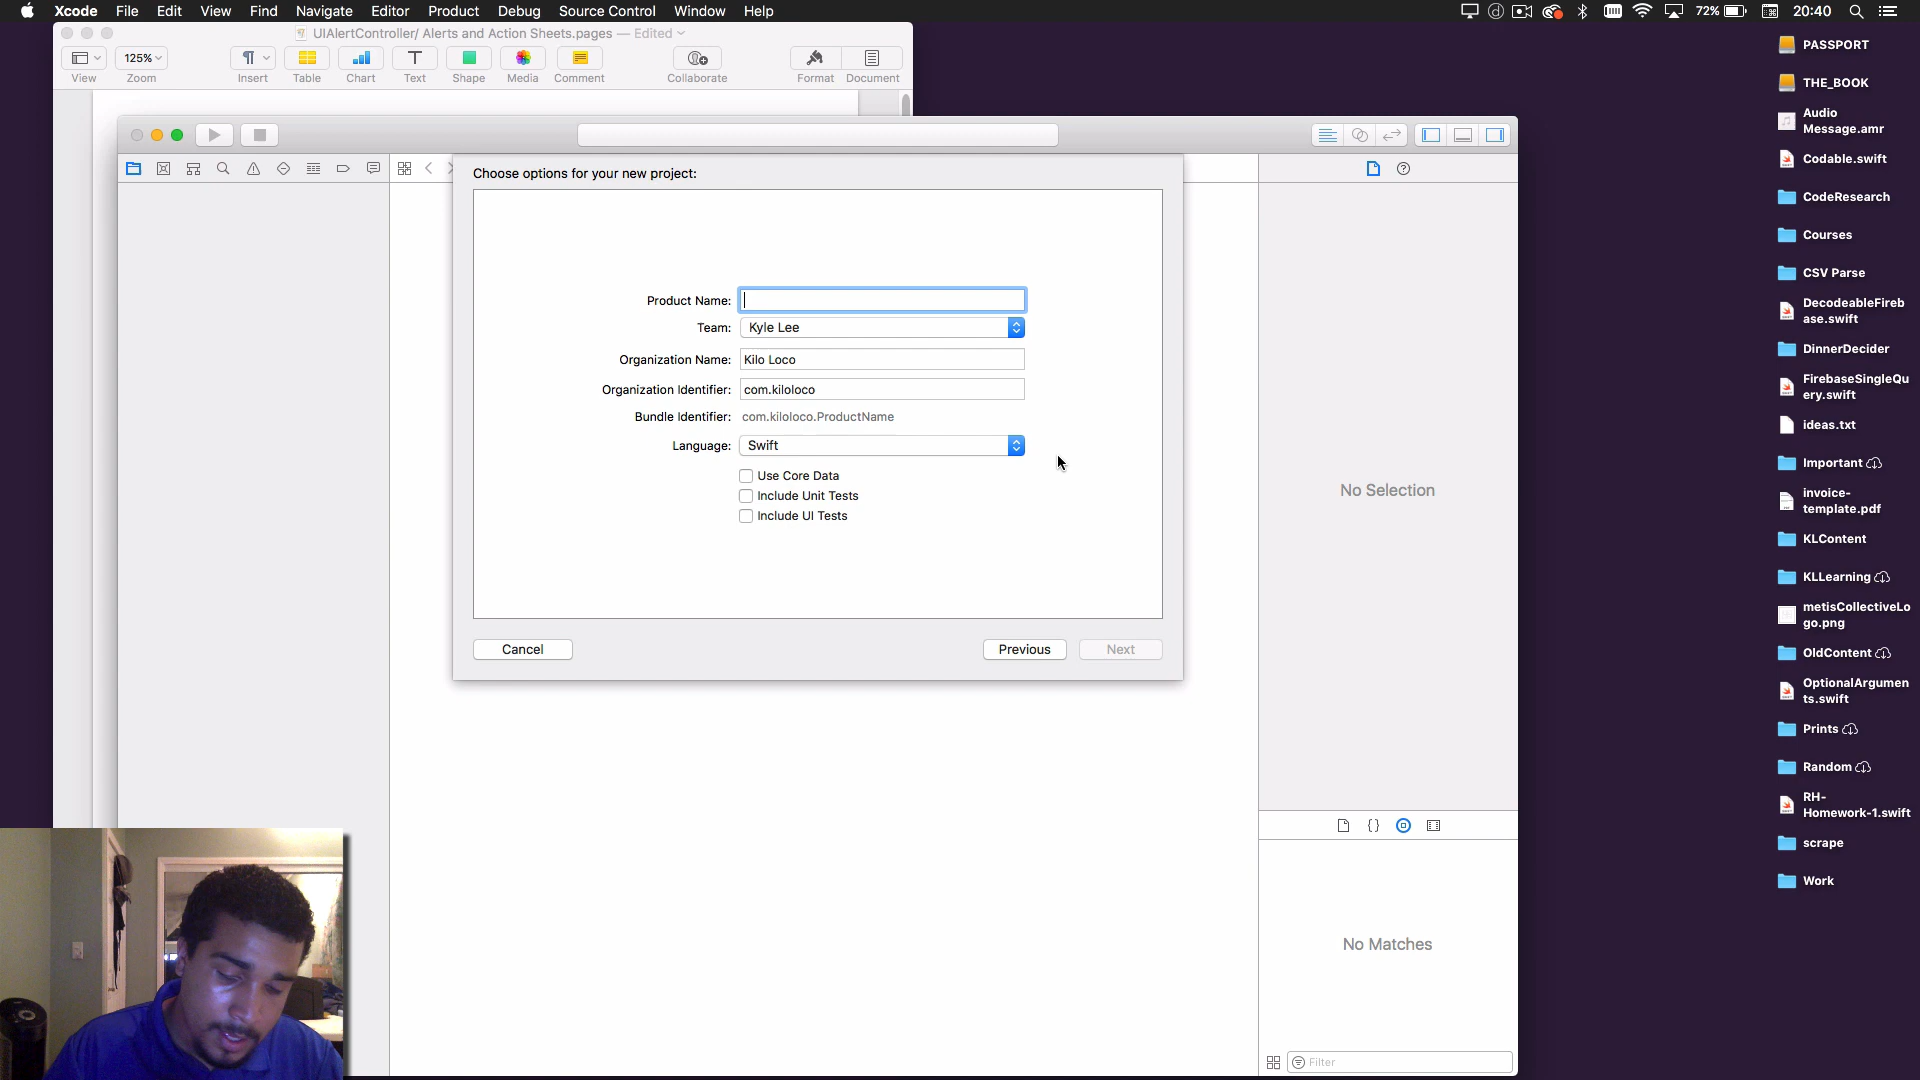 Xcode File Edit View Find Navigate Editor Product Debug Source Control Window Help
72% 20:40
UIAlertController/ Alerts and Action Sheets.pages — Edited
125%
View Zoom Insert Table Chart Text Shape Media Comment Collaborate Format Document
Choose options for your new project:
Product Name:
Team: Kyle Lee
Organization Name: Kilo Loco
Organization Identifier: com.kiloloco
Bundle Identifier: com.kiloloco.ProductName
Language: Swift
Use Core Data
Include Unit Tests
Include UI Tests
Cancel Previous Next
No Selection
No Matches
Filter
PASSPORT
THE_BOOK
Audio
Message.amr
Codable.swift
CodeResearch
Courses
CSV Parse
DecodeableFireb
ase.swift
DinnerDecider
FirebaseSingleQu
ery.swift
ideas.txt
Important
invoice-
template.pdf
KLContent
KLLearning
metisCollectiveLo
go.png
OldContent
OptionalArgumen
ts.swift
Prints
Random
RH-
Homework-1.swift
scrape
Work